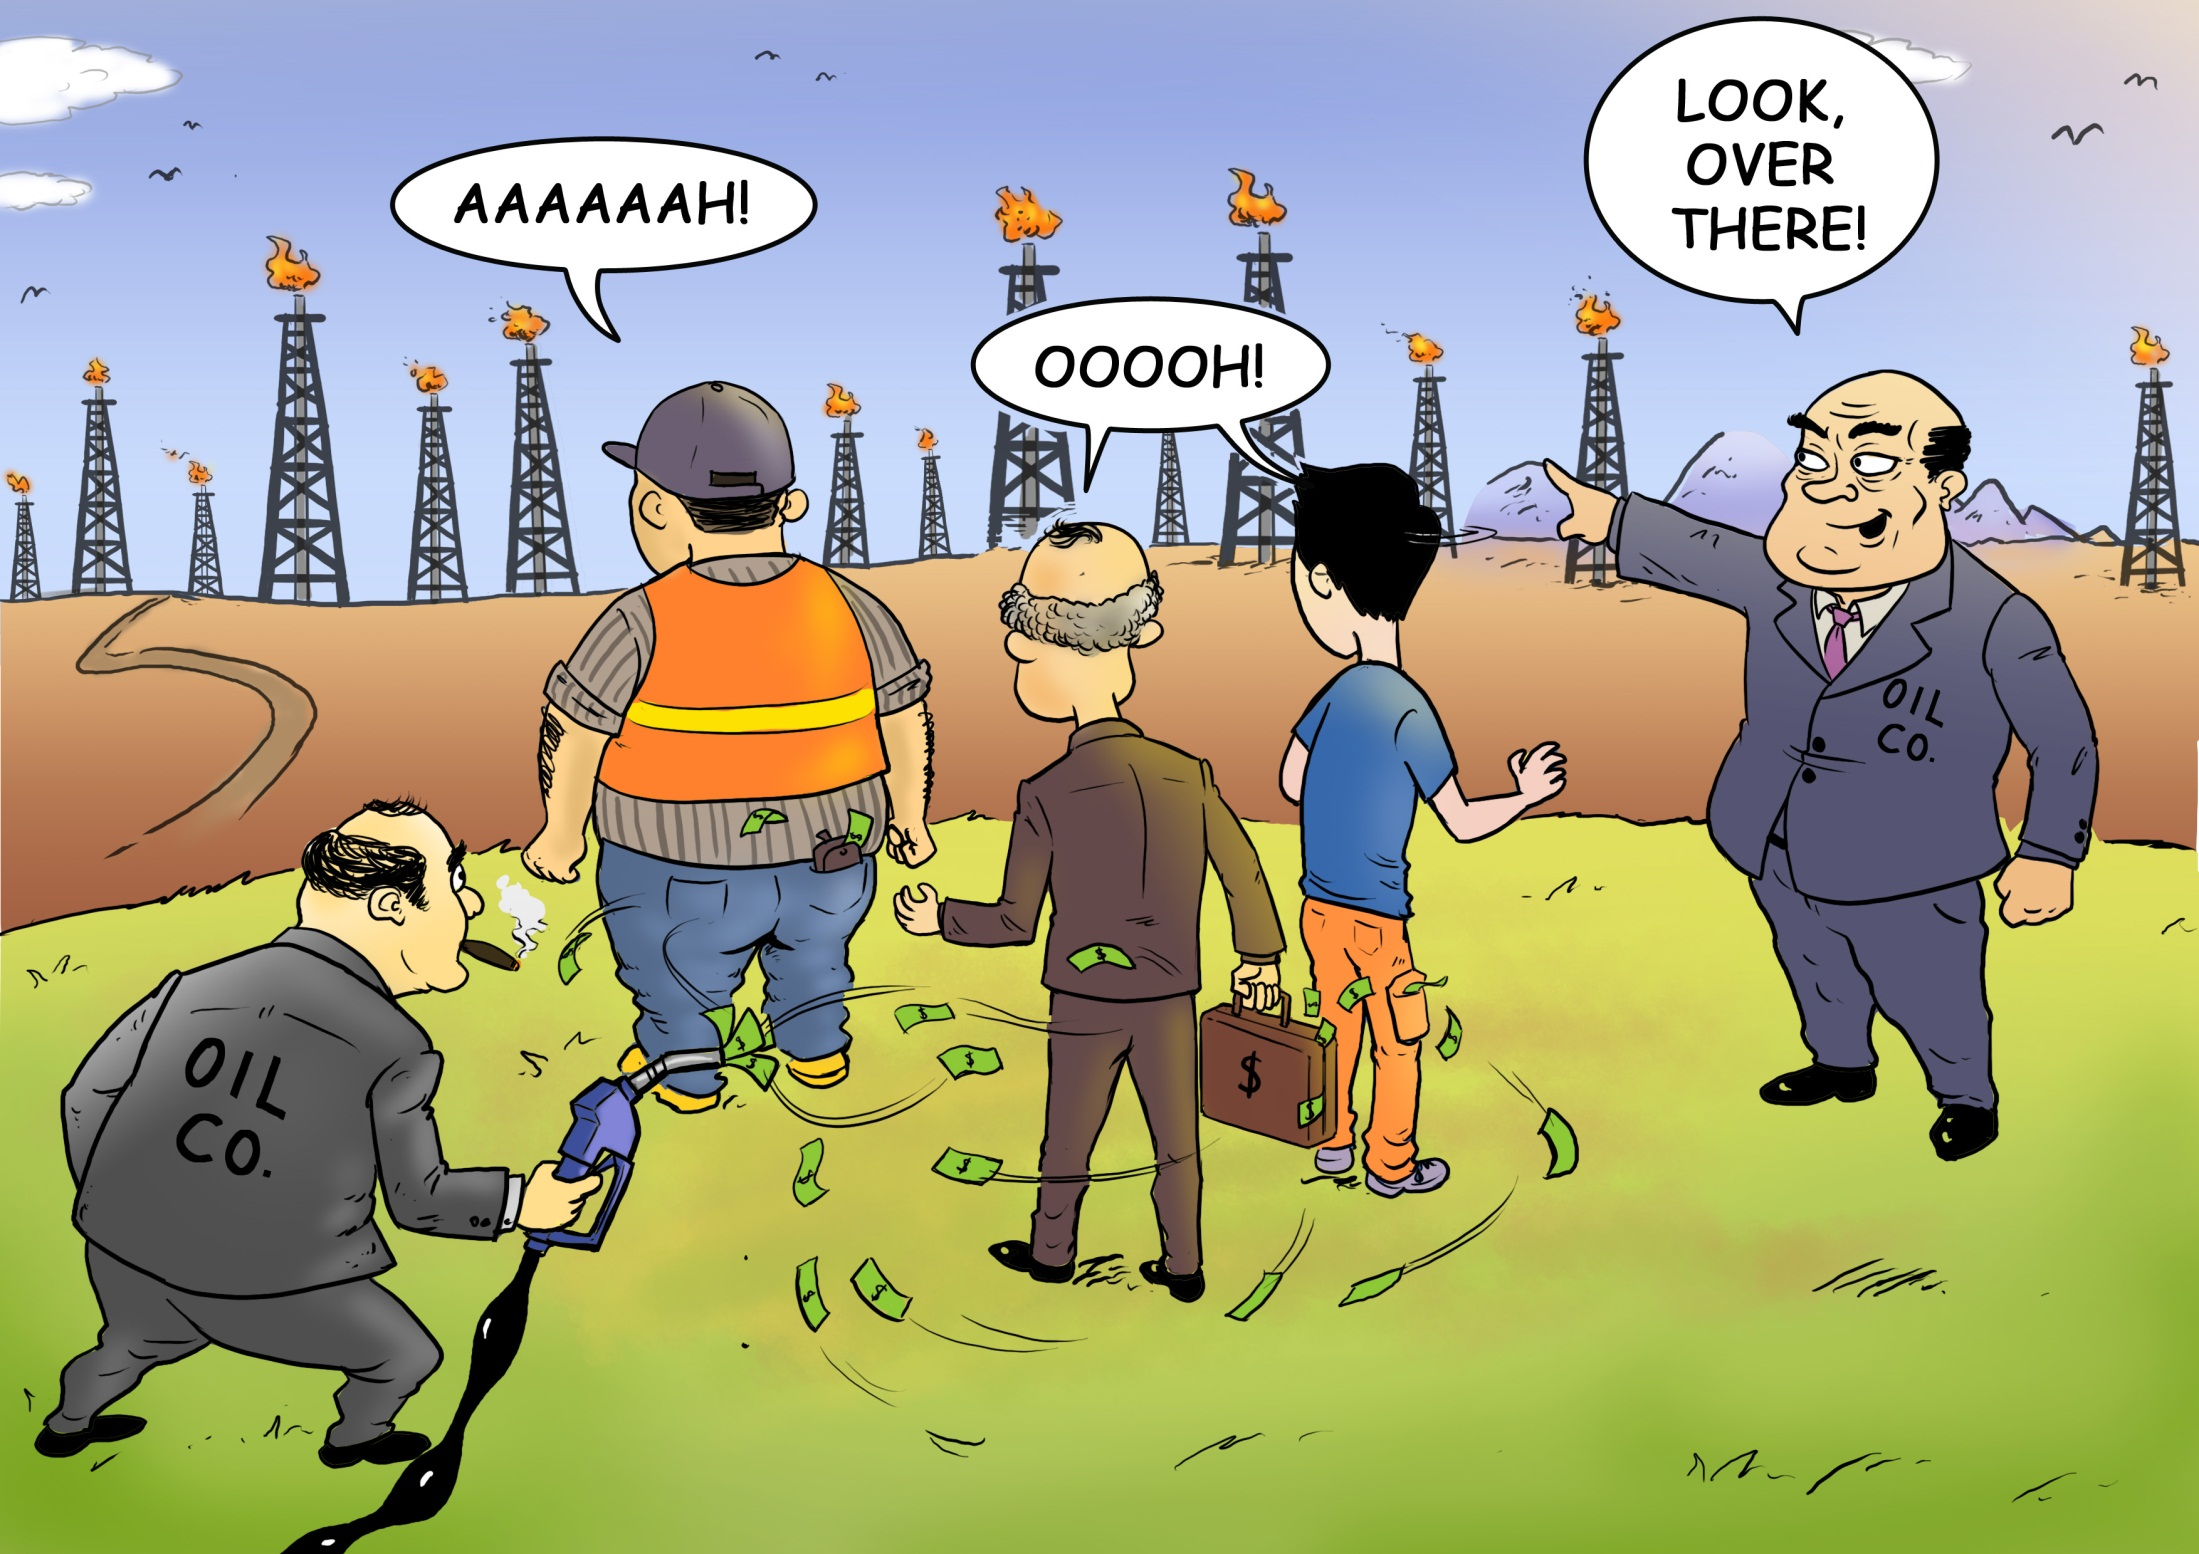 AAAAAAH!
OOOOH!
LOOK,
OVER
THERE!
OIL
CO.
OIL
CO.
$